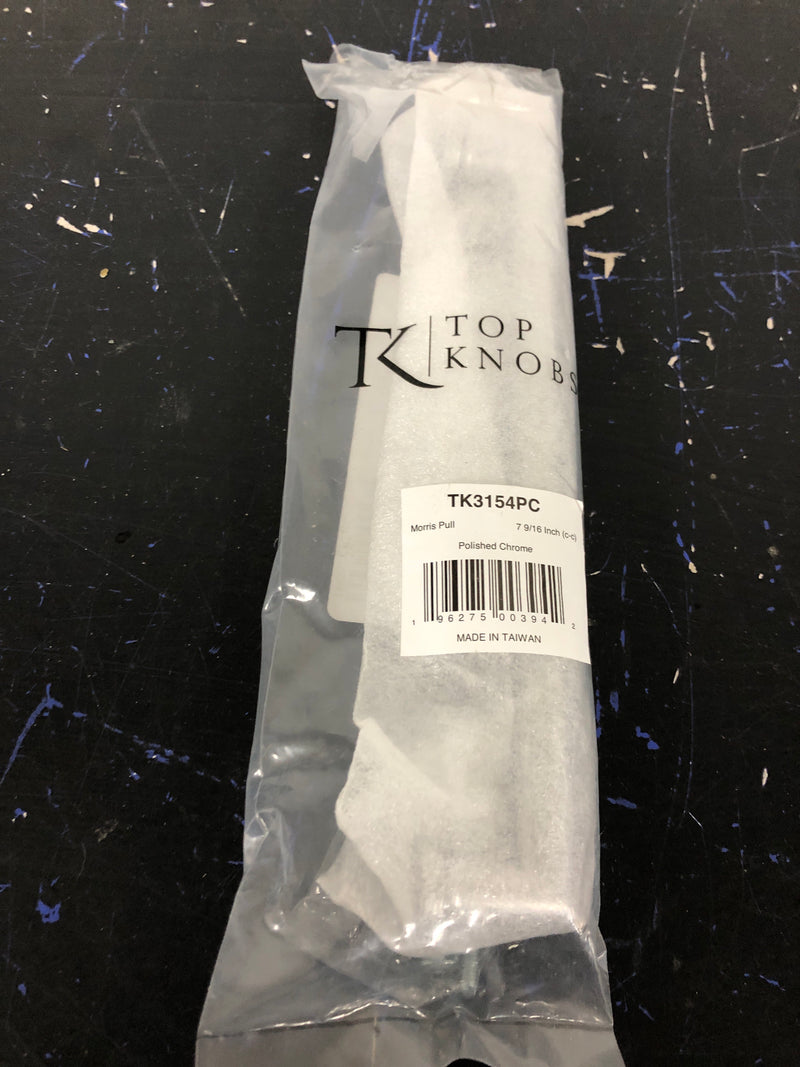 TK TOP
KNOBS
TK3154PC
Morris Pull 7 9/16 Inch (c-c)
Polished Chrome
1 96275 00394 2
MADE IN TAIWAN